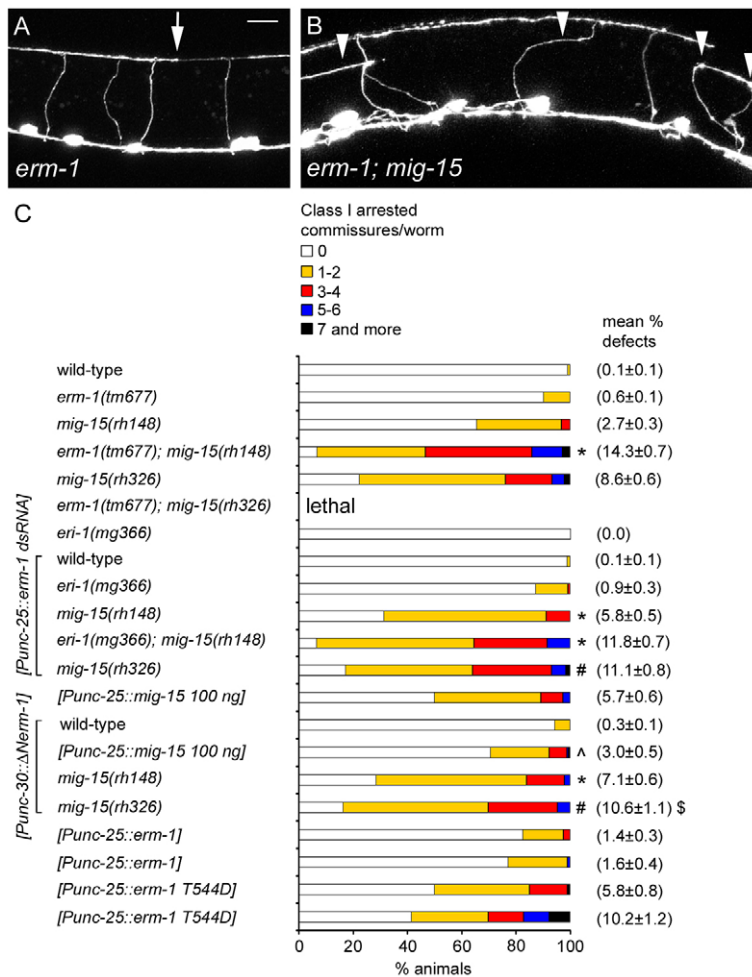 A
B
erm-1
erm-1; mig-15
C
Class I arrested
commissures/worm
0
1-2
3-4
5-6
7 and more
mean %
defects
wild-type (0.1±0.1)
erm-1(tm677) (0.6±0.1)
mig-15(rh148) (2.7±0.3)
erm-1(tm677); mig-15(rh148) * (14.3±0.7)
mig-15(rh326) (8.6±0.6)
erm-1(tm677); mig-15(rh326) lethal
eri-1(mg366) (0.0)
[Punc-25::erm-1 dsRNA]
wild-type (0.1±0.1)
eri-1(mg366) (0.9±0.3)
mig-15(rh148) * (5.8±0.5)
eri-1(mg366); mig-15(rh148) * (11.8±0.7)
mig-15(rh326) # (11.1±0.8)
[Punc-25::mig-15 100 ng] (5.7±0.6)
[Punc-30::ΔNerm-1]
wild-type (0.3±0.1)
[Punc-25::mig-15 100 ng] ^ (3.0±0.5)
mig-15(rh148) * (7.1±0.6)
mig-15(rh326) # (10.6±1.1) $
[Punc-25::erm-1] (1.4±0.3)
[Punc-25::erm-1] (1.6±0.4)
[Punc-25::erm-1 T544D] (5.8±0.8)
[Punc-25::erm-1 T544D] (10.2±1.2)
0 20 40 60 80 100
% animals